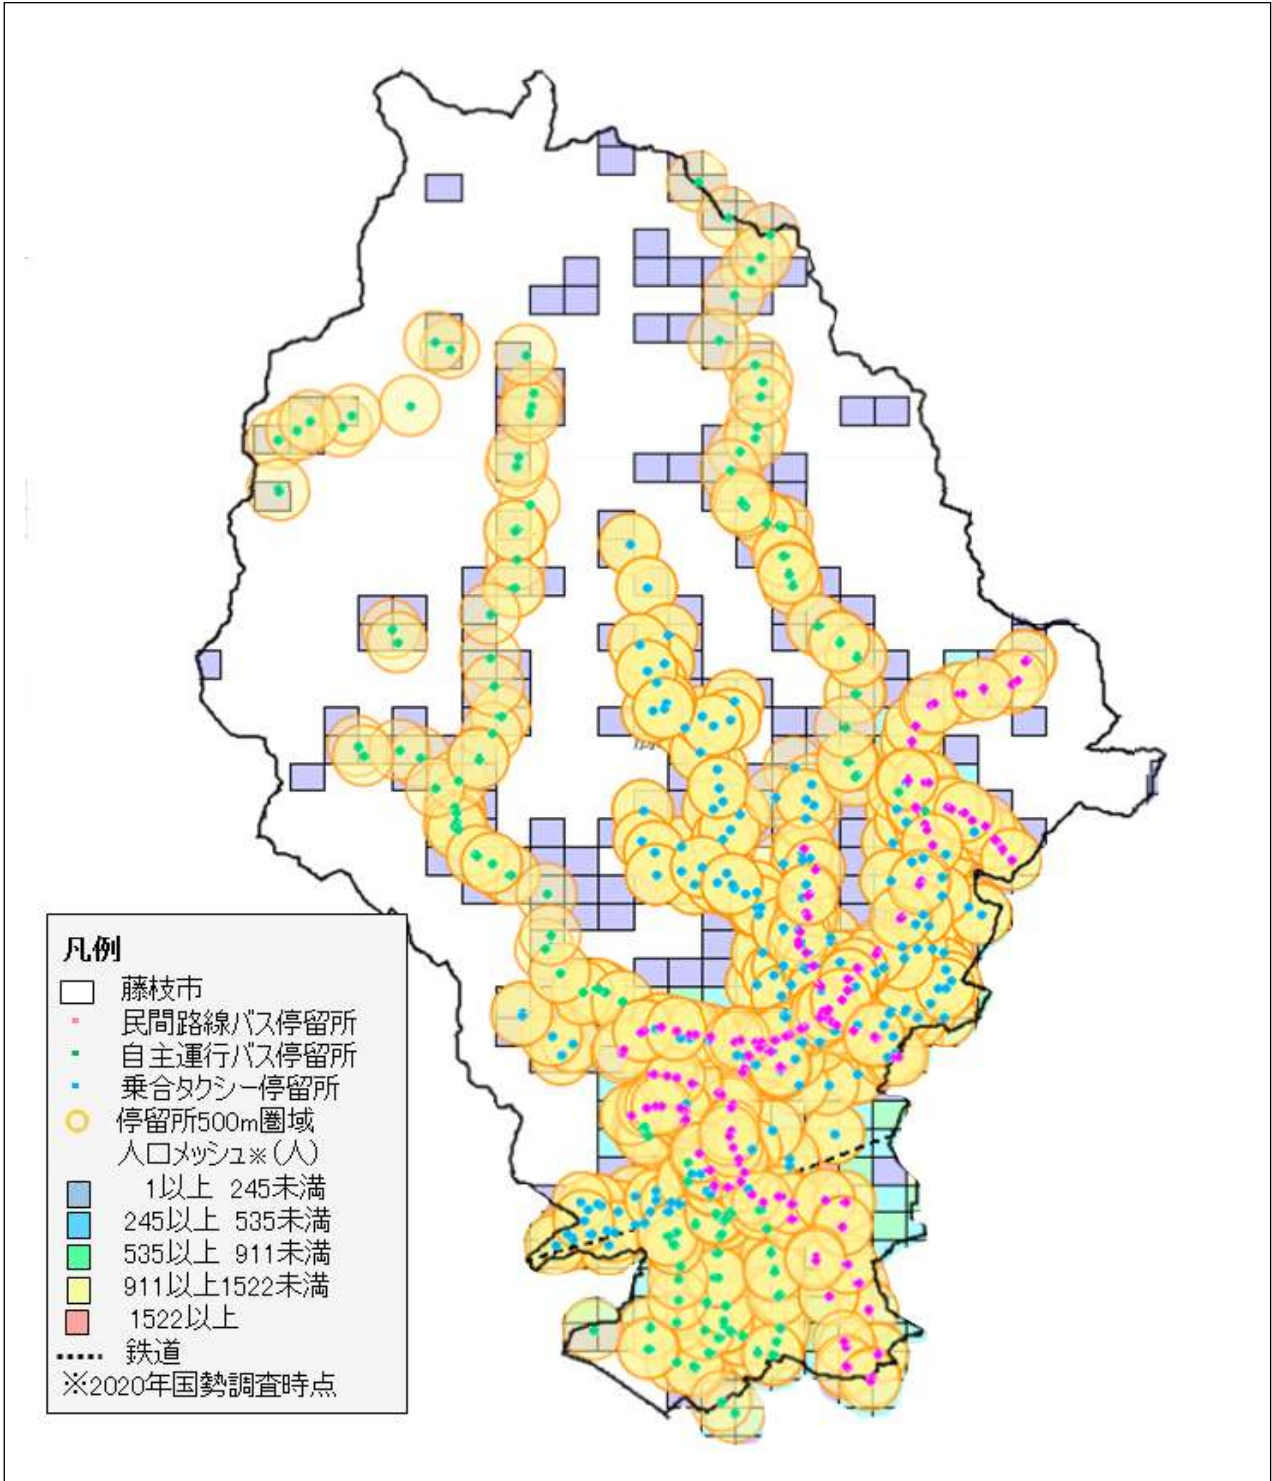 凡例
藤枝市
民間路線バス停留所
自主運行バス停留所
乗合タクシー停留所
停留所500m圏域
人口メッシュ※(人)
1以上 245未満
245以上 535未満
535以上 911未満
911以上1522未満
1522以上
鉄道
※2020年国勢調査時点